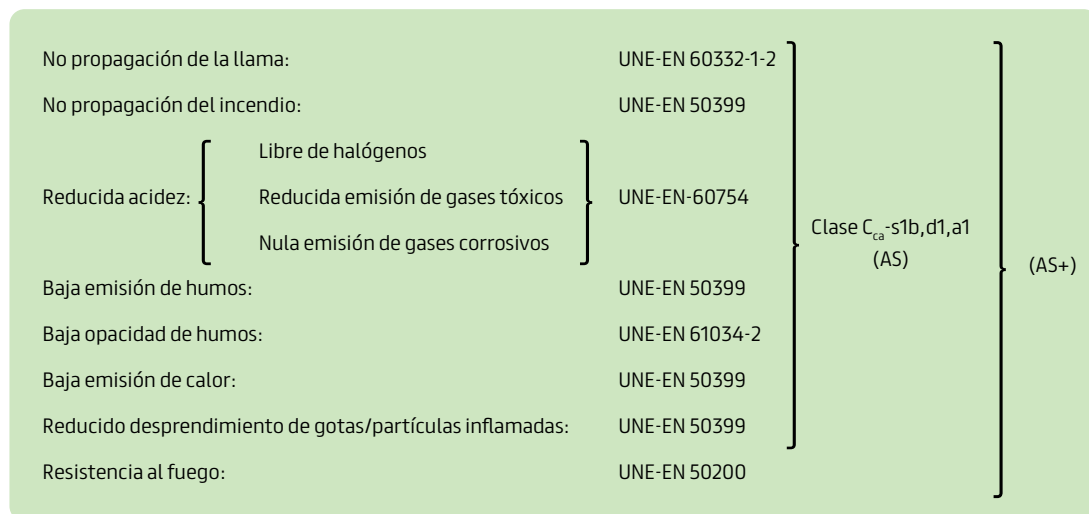 No propagación de la llama: UNE-EN 60332-1-2
No propagación del incendio: UNE-EN 50399
Libre de halógenos
Reducida acidez: Reducida emisión de gases tóxicos UNE-EN-60754
Nula emisión de gases corrosivos
Clase Cca-s1b,d1,a1
(AS)
(AS+)
Baja emisión de humos: UNE-EN 50399
Baja opacidad de humos: UNE-EN 61034-2
Baja emisión de calor: UNE-EN 50399
Reducido desprendimiento de gotas/partículas inflamadas: UNE-EN 50399
Resistencia al fuego: UNE-EN 50200